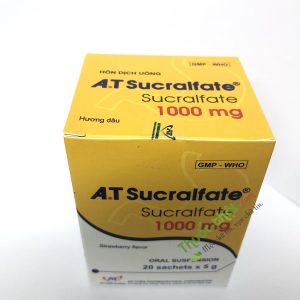 GMP - WHO
HỖN DỊCH UỐNG
A.T Sucralfate®
Sucralfate
1000 mg
Hương dâu
GMP - WHO
A.T Sucralfate®
Sucralfate
1000 mg
Strawberry flavor
ORAL SUSPENSION
20 sachets x 5 g